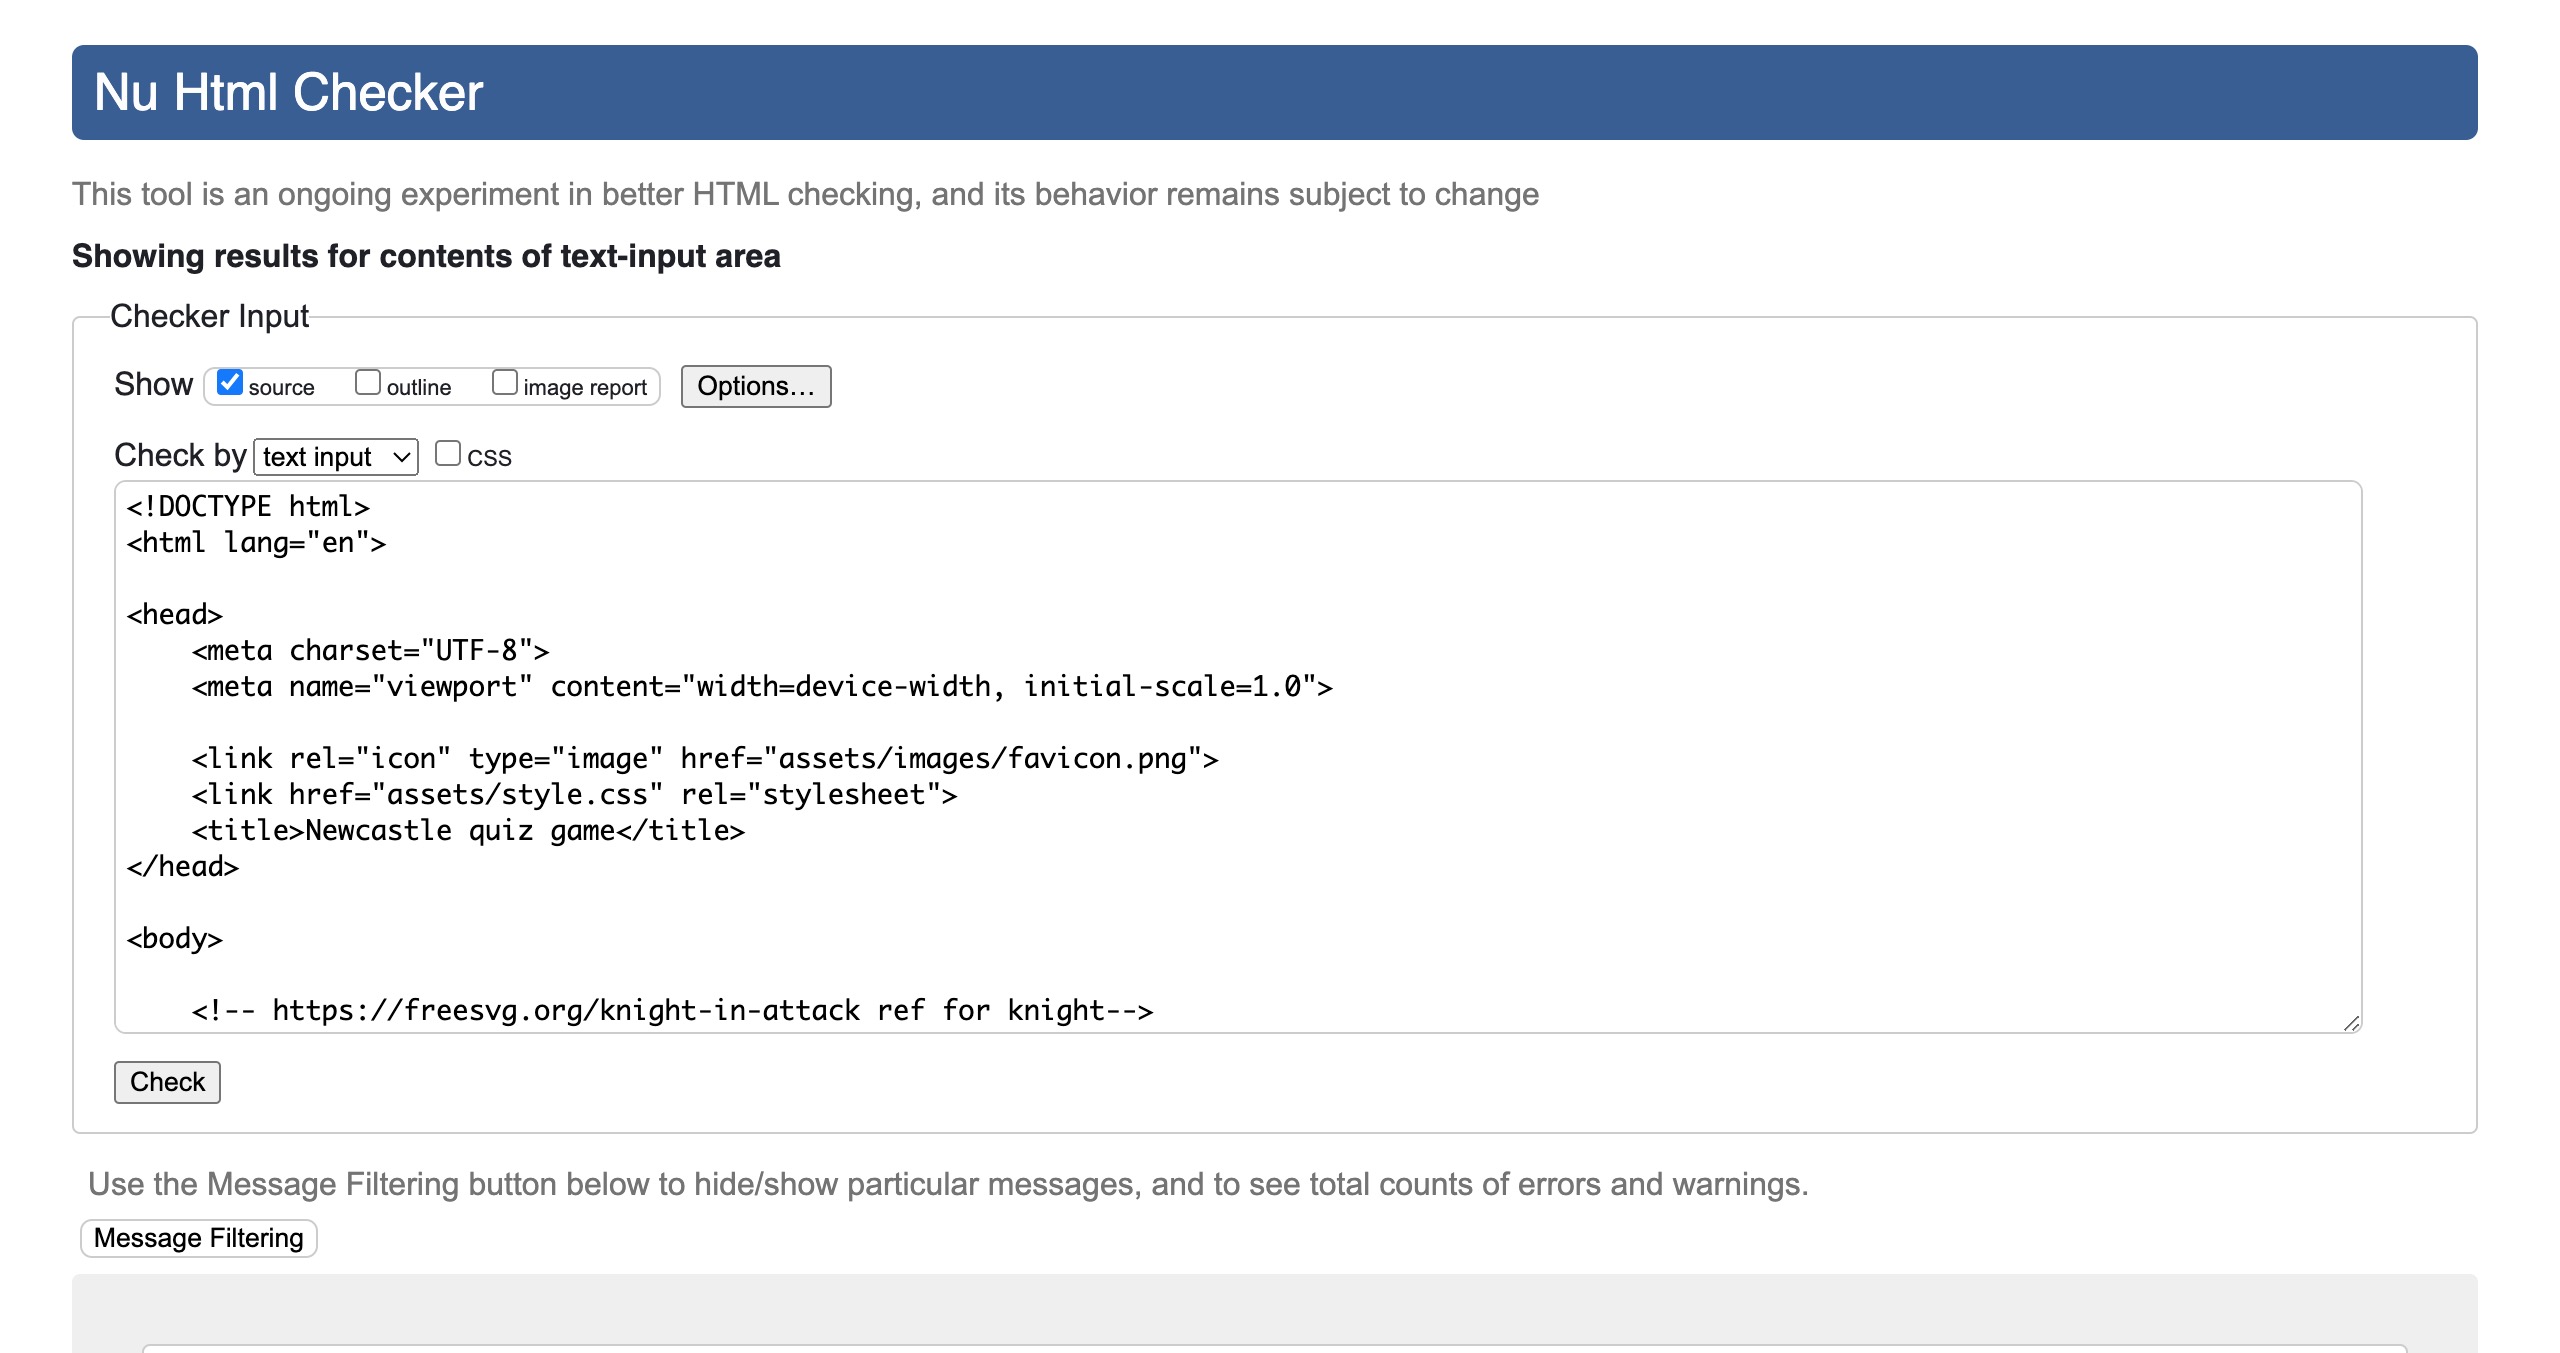 Nu Html Checker
This tool is an ongoing experiment in better HTML checking, and its behavior remains subject to change
Showing results for contents of text-input area
Checker Input
Show source outline image report Options...
Check by text input CSS
<!DOCTYPE html>
<html lang="en">
<head>
    <meta charset="UTF-8">
    <meta name="viewport" content="width=device-width, initial-scale=1.0">
    <link rel="icon" type="image" href="assets/images/favicon.png">
    <link href="assets/style.css" rel="stylesheet">
    <title>Newcastle quiz game</title>
</head>
<body>
    <!-- https://freesvg.org/knight-in-attack ref for knight-->
Check
Use the Message Filtering button below to hide/show particular messages, and to see total counts of errors and warnings.
Message Filtering